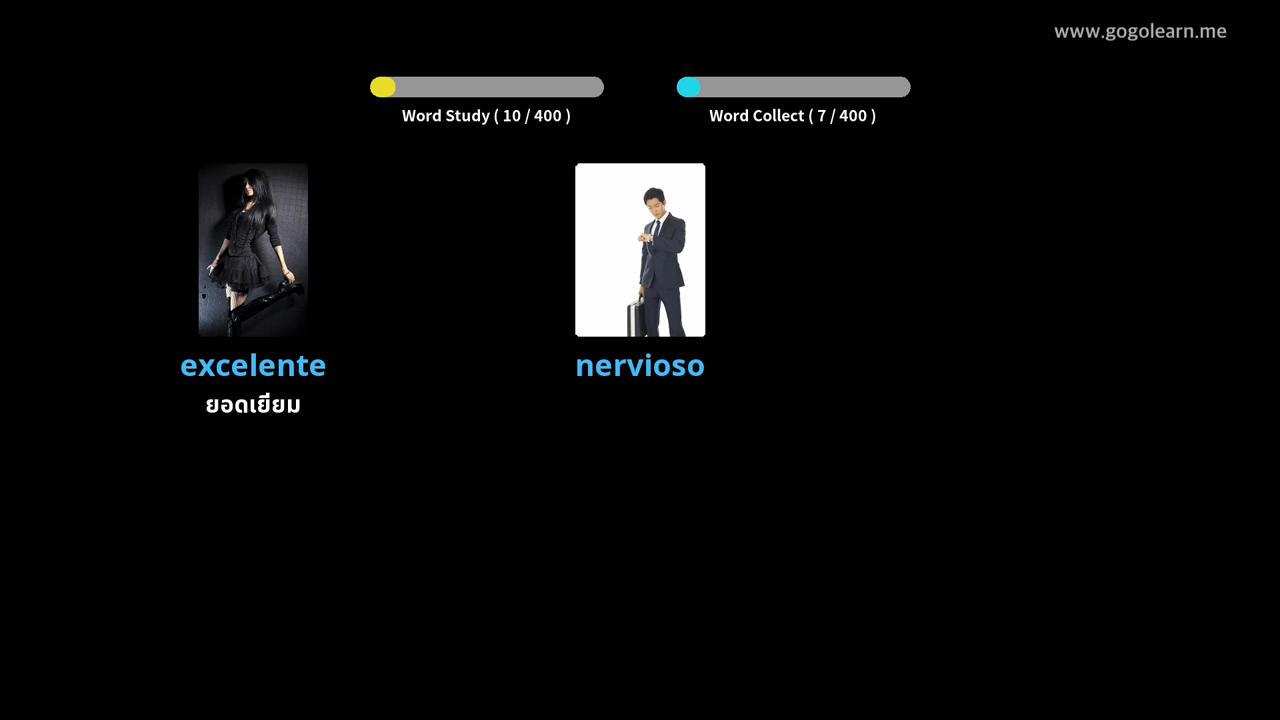 www.gogolearn.me
Word Study ( 10 / 400 )
Word Collect ( 7 / 400 )
excelente
nervioso
ยอดเยี่ยม